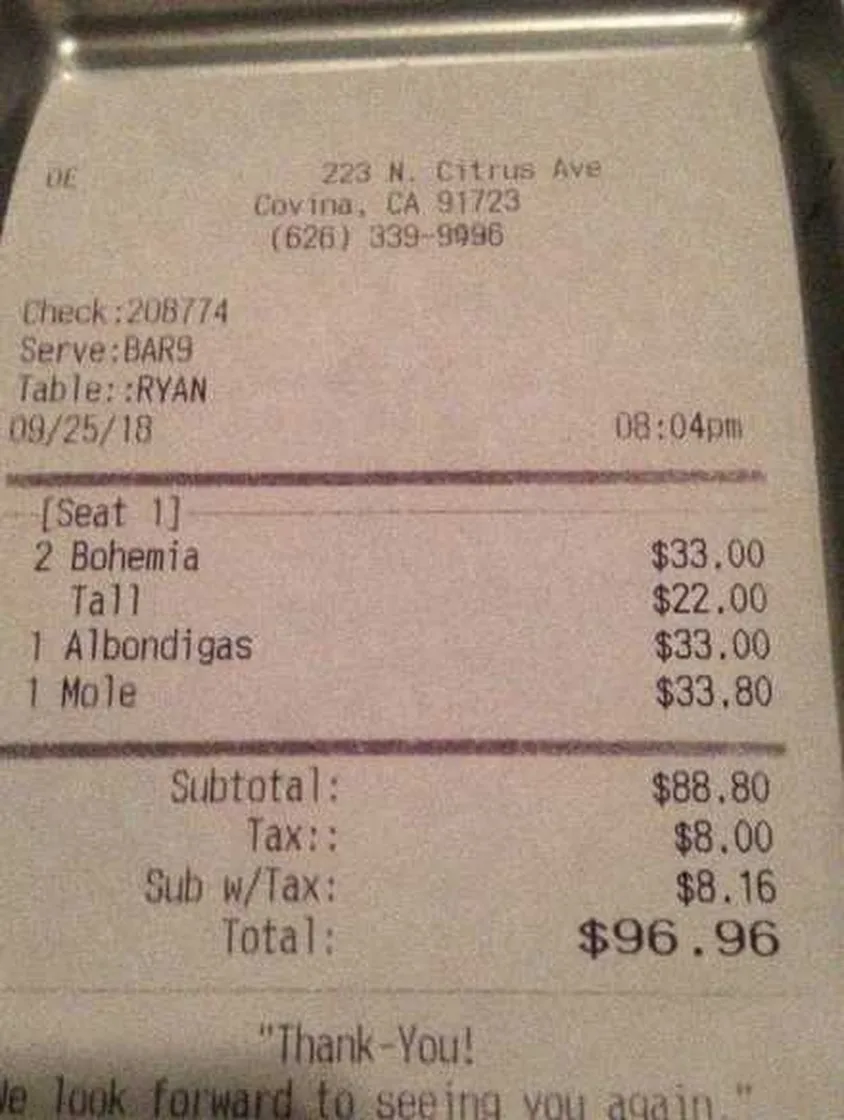 DE 223 N. Citrus Ave
Covina, CA 91723
(626) 339-9996
Check:208774
Serve:BAR9
Table::RYAN
09/25/18 08:04pm
[Seat 1]
2 Bohemia $33.00
Tall $22.00
1 Albondigas $33.00
1 Mole $33.80
Subtotal: $88.80
Tax:: $8.00
Sub w/Tax: $8.16
Total: $96.96
"Thank-You!
We look forward to seeing you again."